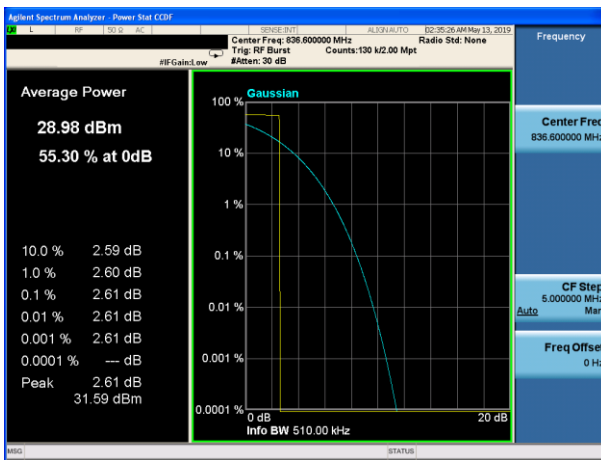 Agilent Spectrum Analyzer - Power Stat CCDF
L RF 50 Ω AC SENSE:INT ALIGNAUTO 02:35:26 AM May 13, 2019
Center Freq: 836.600000 MHz Radio Std: None
Trig: RF Burst Counts:130 k/2.00 Mpt
#IFGain:Low #Atten: 30 dB
Frequency
Average Power
28.98 dBm
55.30 % at 0dB
10.0 % 2.59 dB
1.0 % 2.60 dB
0.1 % 2.61 dB
0.01 % 2.61 dB
0.001 % 2.61 dB
0.0001 % --- dB
Peak 2.61 dB
31.59 dBm
Gaussian
100 %
10 %
1 %
0.1 %
0.01 %
0.001 %
0.0001 %
0 dB 20 dB
Info BW 510.00 kHz
Center Freq
836.600000 MHz
CF Step
5.000000 MHz
Auto Man
Freq Offset
0 Hz
MSG STATUS